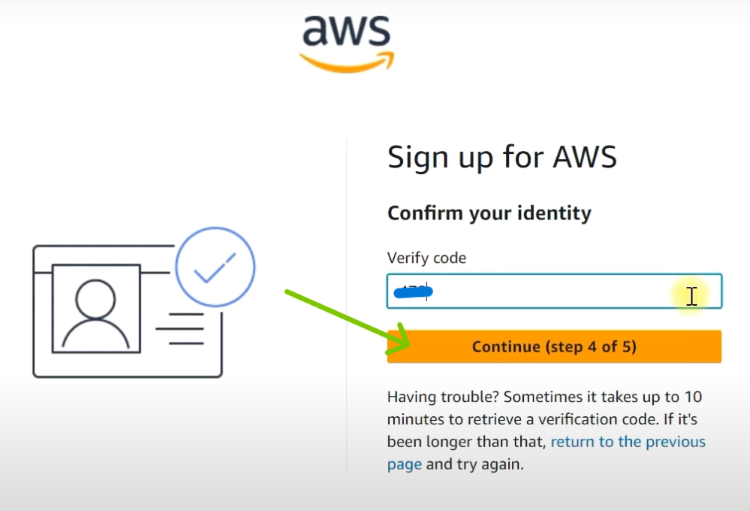 aws
Sign up for AWS
Confirm your identity
Verify code
Continue (step 4 of 5)
Having trouble? Sometimes it takes up to 10
minutes to retrieve a verification code. If it's
been longer than that, return to the previous
page and try again.